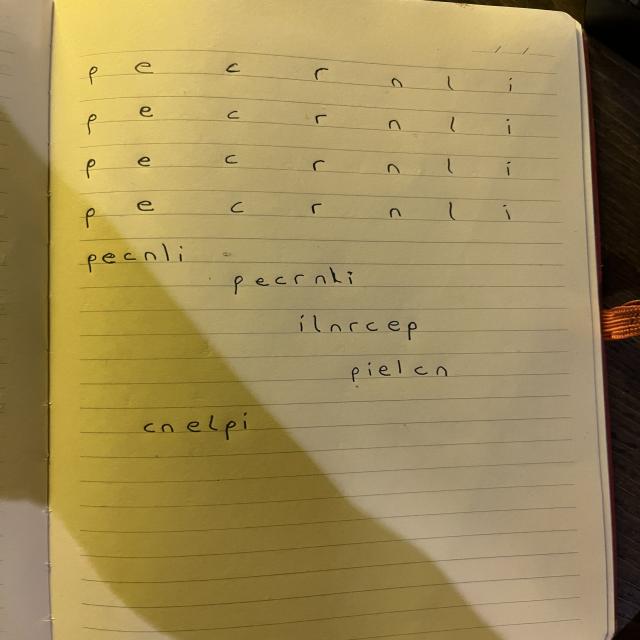 p e c r n l i
p e c r n l i
p e c r n l i
p e c r n l i
pecnli
pecrnli
ilnrcep
pielcn
cnelpi